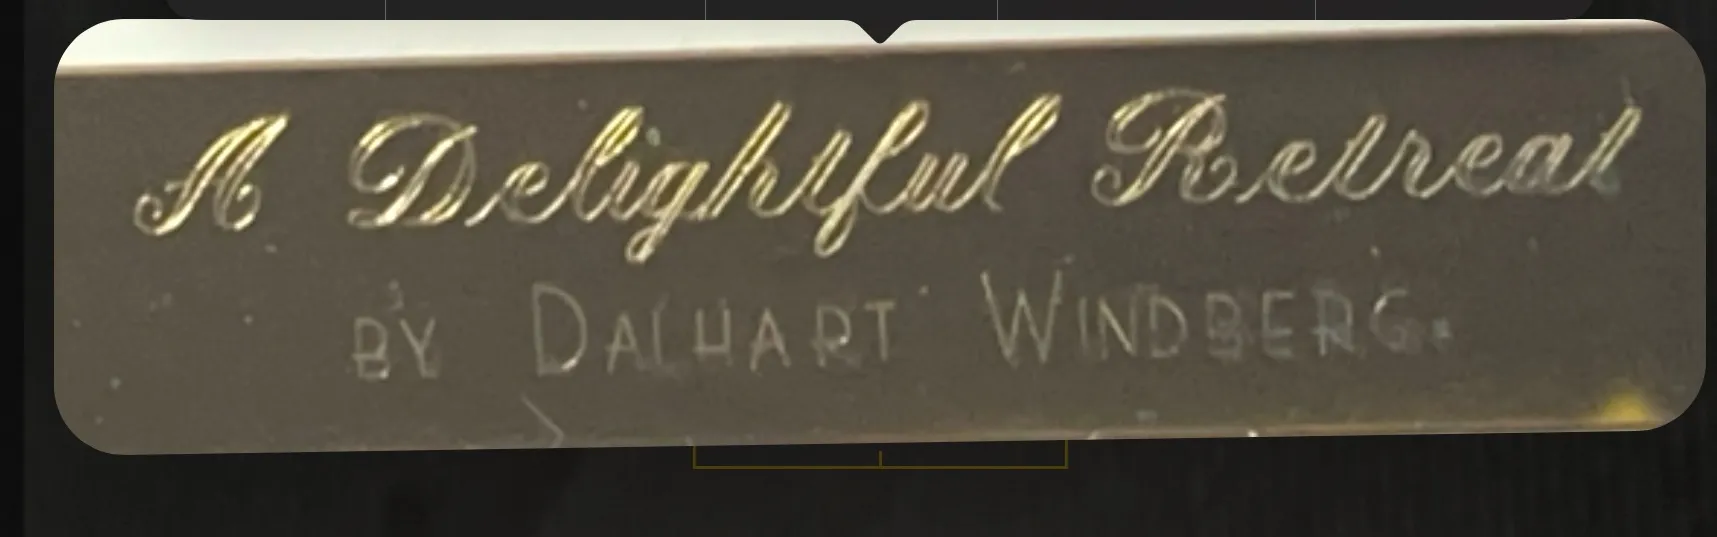 A Delightful Retreat
BY DALHART WINDBERG.